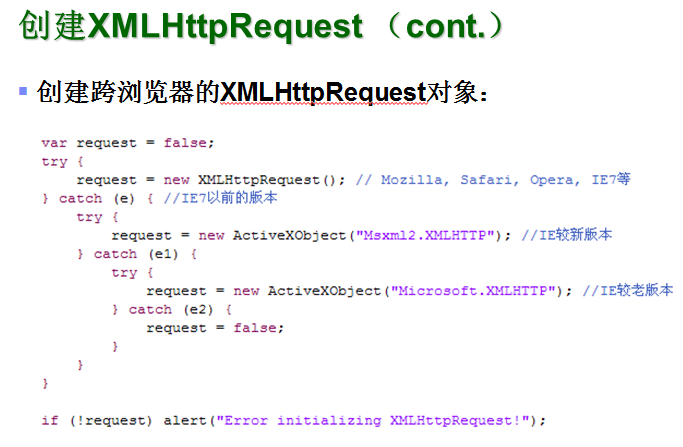 创建XMLHttpRequest （cont.）
创建跨浏览器的XMLHttpRequest对象：
var request = false;
try {
    request = new XMLHttpRequest(); // Mozilla, Safari, Opera, IE7等
} catch (e) { //IE7以前的版本
    try {
        request = new ActiveXObject("Msxml2.XMLHTTP"); //IE较新版本
    } catch (e1) {
        try {
            request = new ActiveXObject("Microsoft.XMLHTTP"); //IE较老版本
        } catch (e2) {
            request = false;
        }
    }
}
if (!request) alert("Error initializing XMLHttpRequest!");